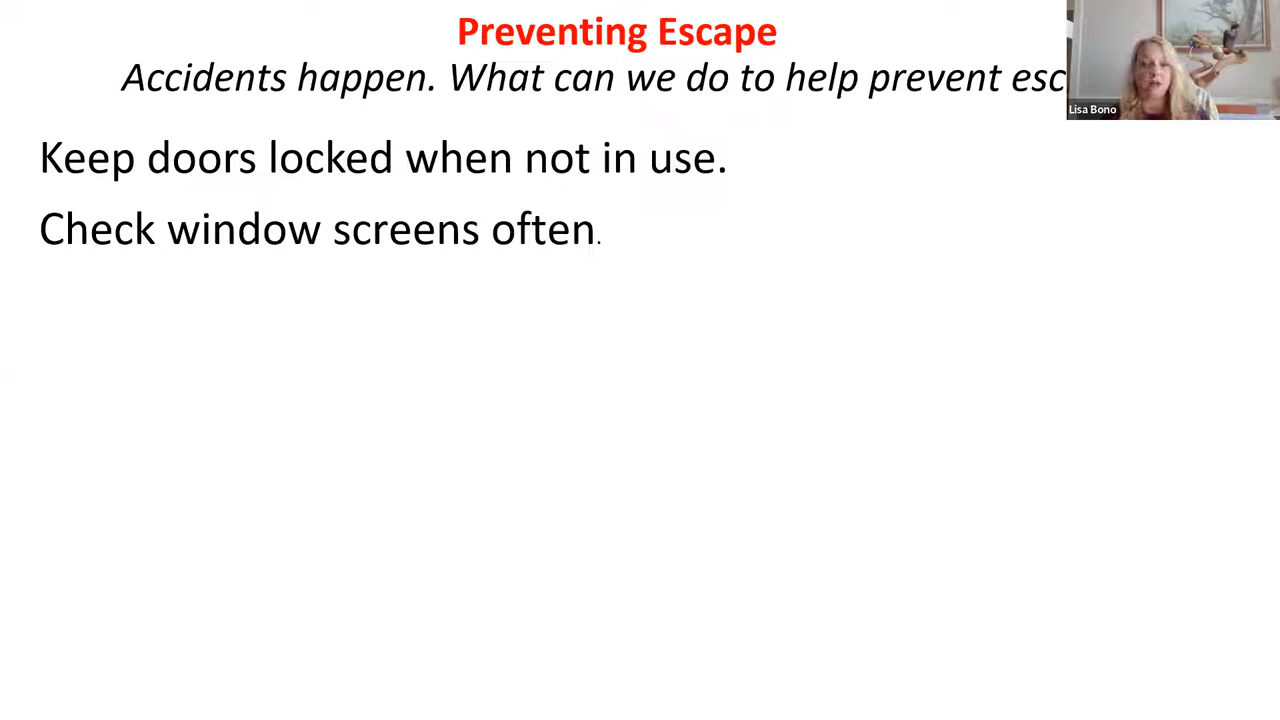 Preventing Escape
Accidents happen. What can we do to help prevent esc
Lisa Bono
Keep doors locked when not in use.
Check window screens often.